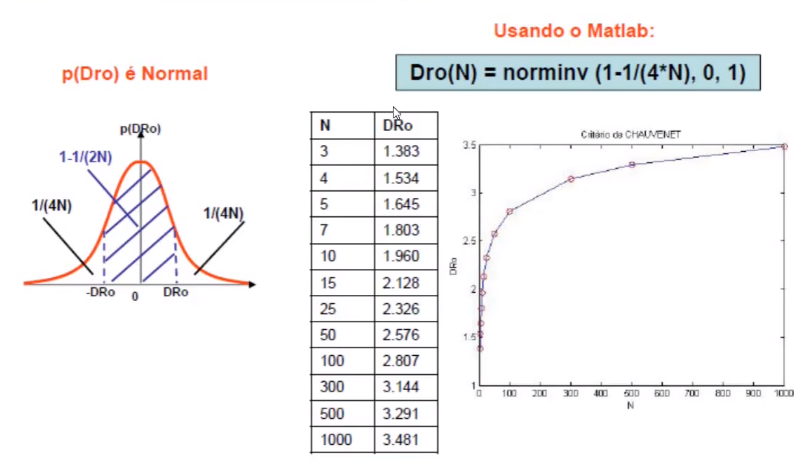 Usando o Matlab:
p(Dro) é Normal
Dro(N) = norminv (1-1/(4*N), 0, 1)
p(DRo)
1-1/(2N)
1/(4N)
1/(4N)
-DRo
0
DRo
N DRo
3 1.383
4 1.534
5 1.645
7 1.803
10 1.960
15 2.128
25 2.326
50 2.576
100 2.807
300 3.144
500 3.291
1000 3.481
Critério de CHAUVENET
3.5
3
2.5
2
1.5
1
DRo
0 100 200 300 400 500 600 700 800 900 1000
N